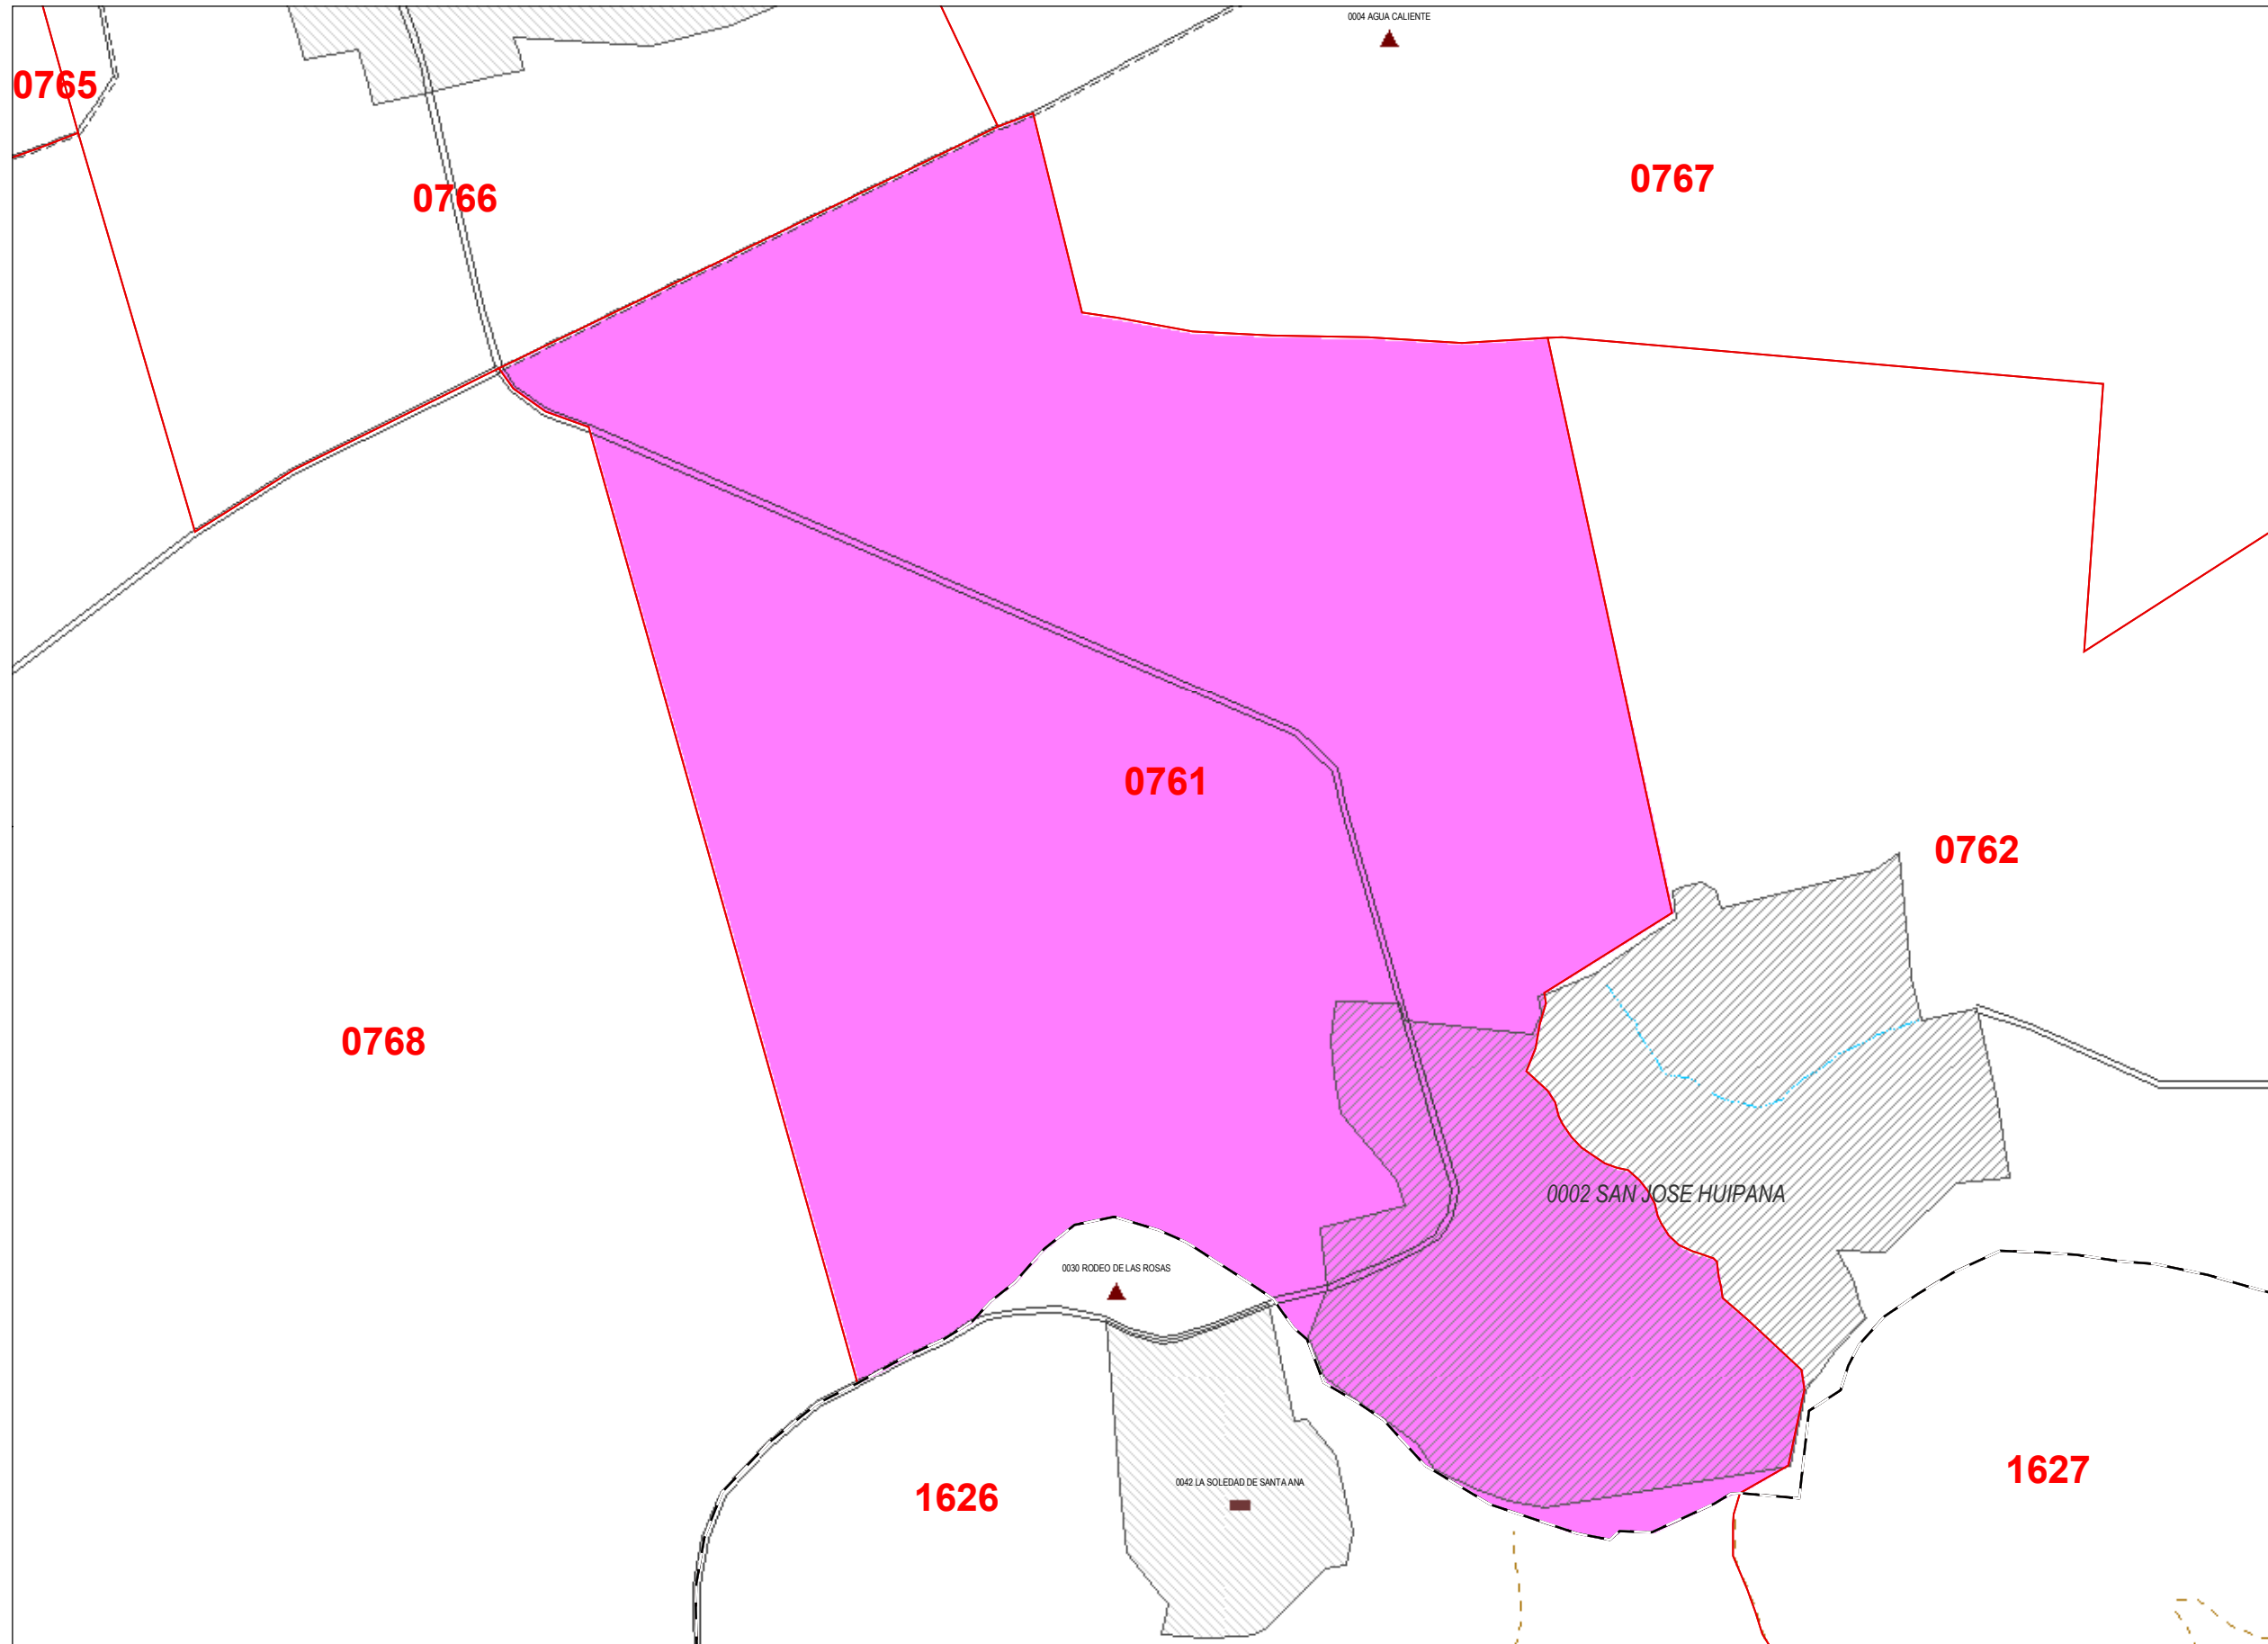 0004 AGUA CALIENTE
0765
0767
0766
0761
0762
0768
0002 SAN JOSE HUIPANA
0030 RODEO DE LAS ROSAS
1627
0042 LA SOLEDAD DE SANTA ANA
1626